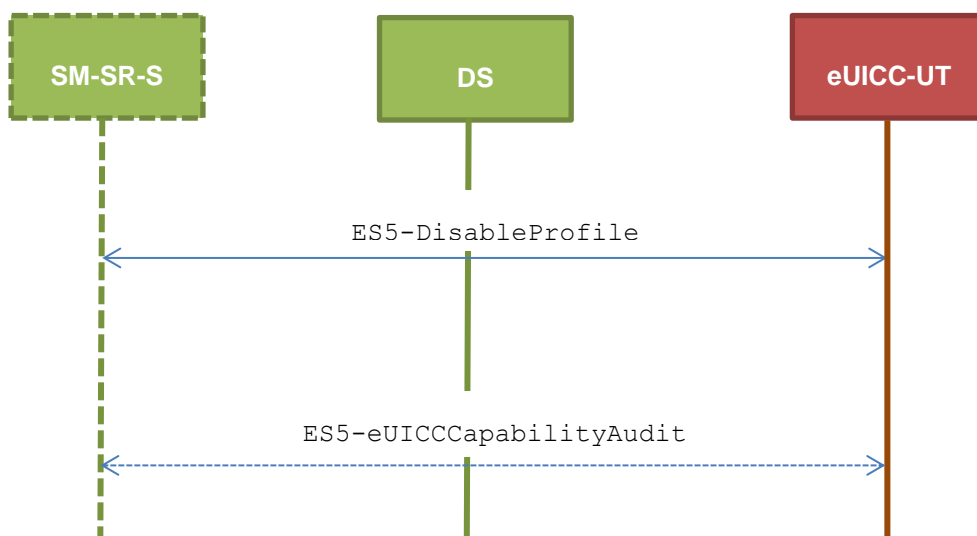 SM-SR-S
DS
eUICC-UT
ES5-DisableProfile
ES5-eUICCCapabilityAudit